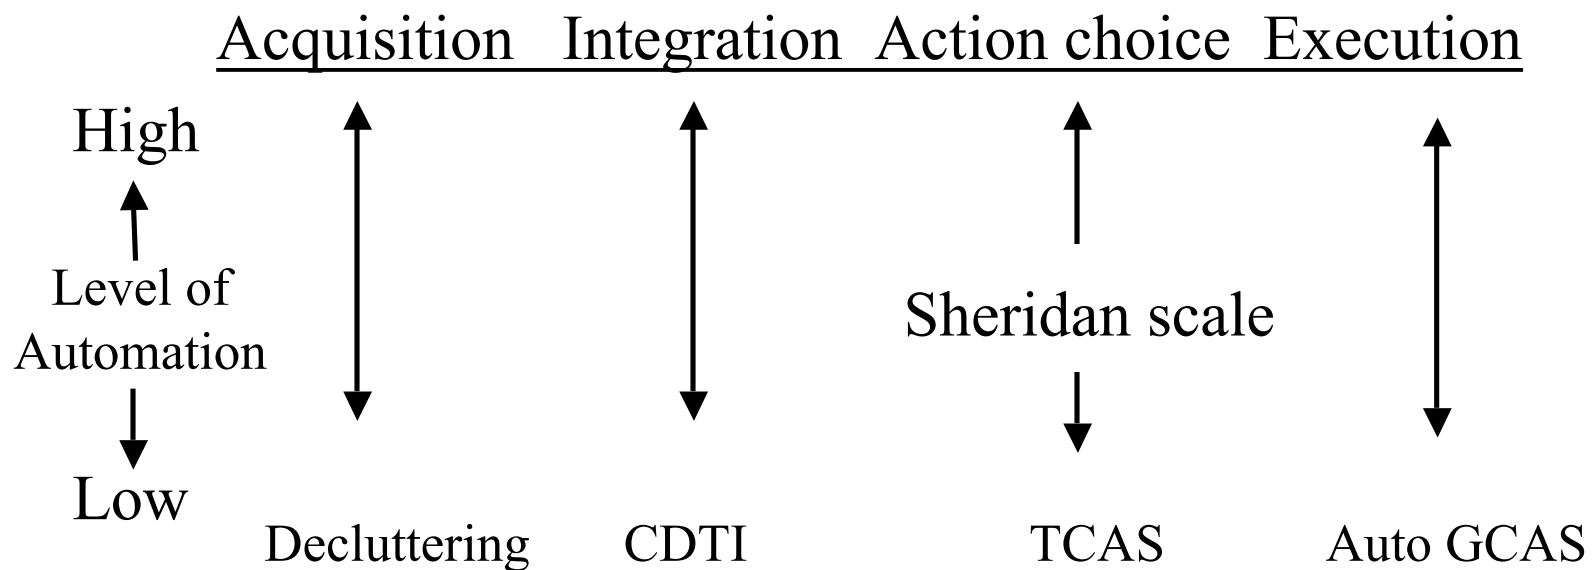 Acquisition Integration Action choice Execution
High
Level of
Automation
Sheridan scale
Low
Decluttering CDTI TCAS Auto GCAS